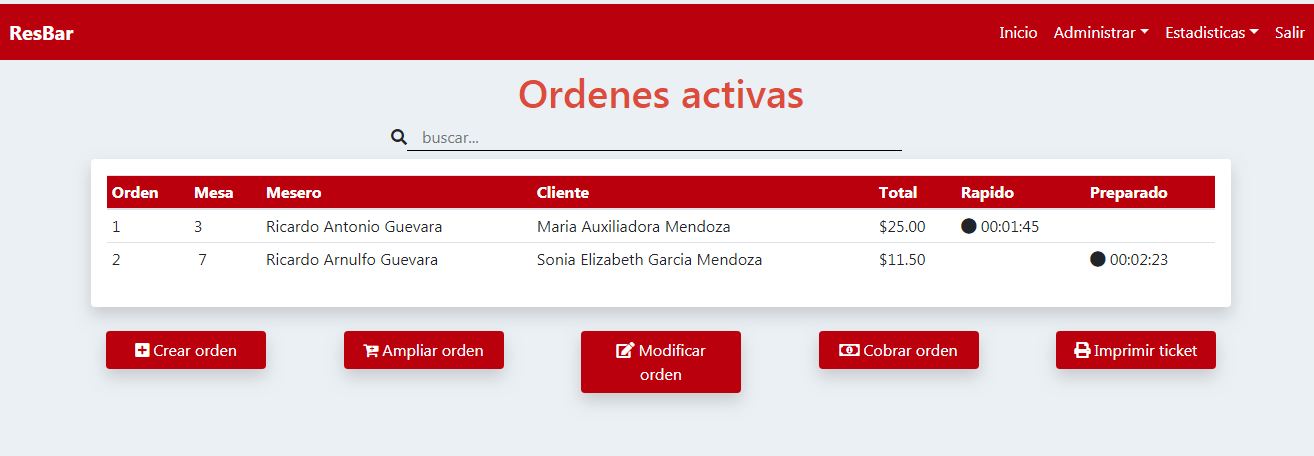 ResBar Inicio Administrar Estadisticas Salir
Ordenes activas
buscar...
Orden Mesa Mesero Cliente Total Rapido Preparado
1 3 Ricardo Antonio Guevara Maria Auxiliadora Mendoza $25.00 00:01:45
2 7 Ricardo Arnulfo Guevara Sonia Elizabeth Garcia Mendoza $11.50 00:02:23
Crear orden Ampliar orden Modificar Cobrar orden Imprimir ticket
orden